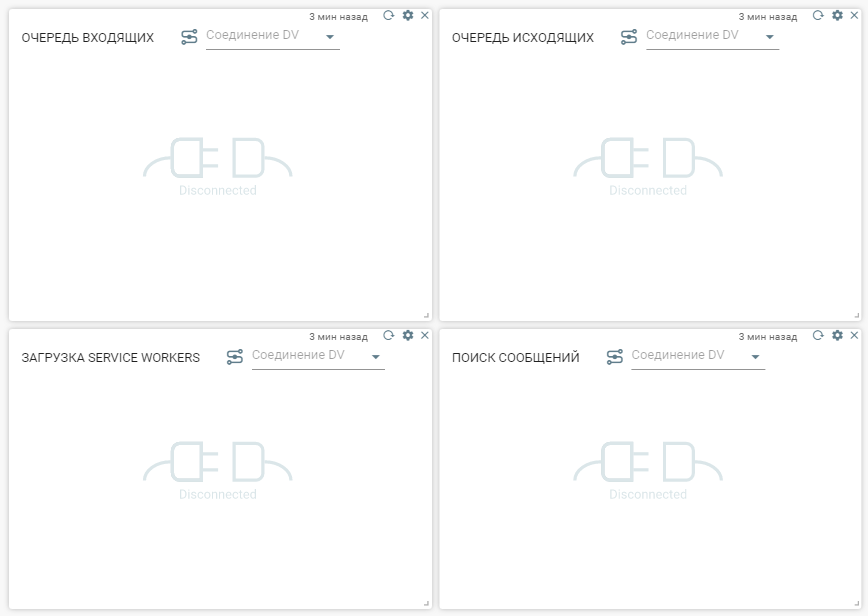 3 мин назад
ОЧЕРЕДЬ ВХОДЯЩИХ
Соединение DV
Disconnected
3 мин назад
ОЧЕРЕДЬ ИСХОДЯЩИХ
Соединение DV
Disconnected
3 мин назад
ЗАГРУЗКА SERVICE WORKERS
Соединение DV
Disconnected
3 мин назад
ПОИСК СООБЩЕНИЙ
Соединение DV
Disconnected